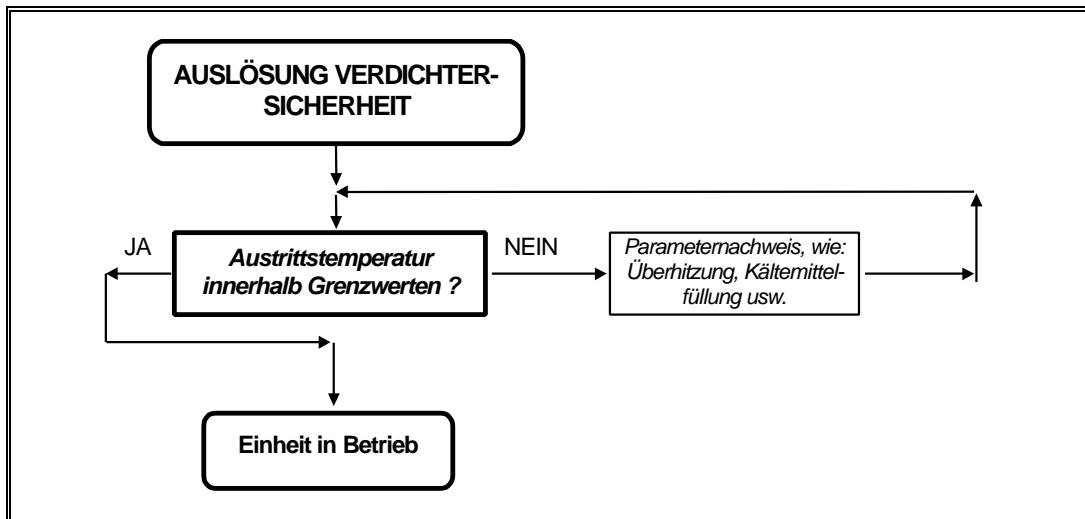 AUSLÖSUNG VERDICHTER-
SICHERHEIT
JA
Austrittstemperatur
innerhalb Grenzwerten ?
NEIN
Parameternachweis, wie:
Überhitzung, Kältemittel-
füllung usw.
Einheit in Betrieb